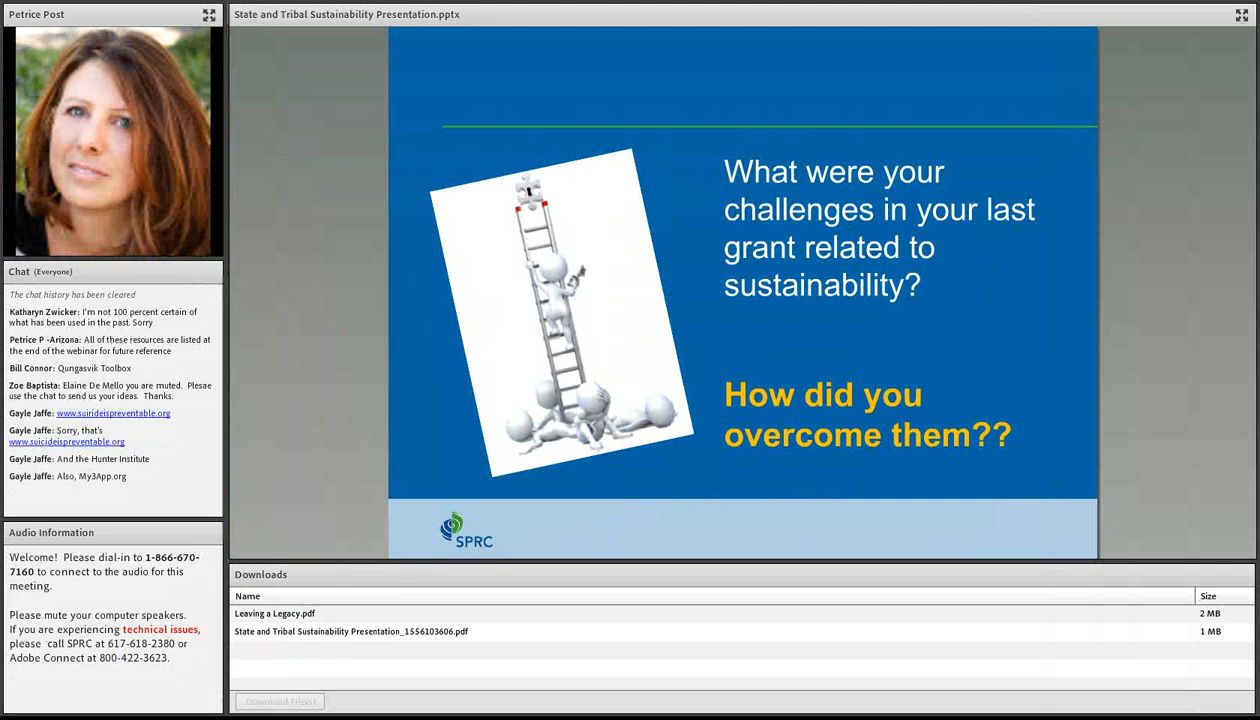 Petrice Post
Chat (Everyone)
The chat history has been cleared
Katharyn Zwicker: I'm not 100 percent certain of
what has been used in the past. Sorry
Petrice P -Arizona: All of these resources are listed at
the end of the webinar for future reference
Bill Connor: Qungasvik Toolbox
Zoe Baptista: Elaine De Mello you are muted. Plesae
use the chat to send us your ideas. Thanks.
Gayle Jaffe: www.suirideispreventable.org
Gayle Jaffe: Sorry, that's
www.suicideispreventable.org
Gayle Jaffe: And the Hunter Institute
Gayle Jaffe: Also, My3App.org
Audio Information
Welcome! Please dial-in to 1-866-670-
7160 to connect to the audio for this
meeting.
Please mute your computer speakers.
If you are experiencing technical issues,
please call SPRC at 617-618-2380 or
Adobe Connect at 800-422-3623.
State and Tribal Sustainability Presentation.pptx
What were your
challenges in your last
grant related to
sustainability?
How did you
overcome them??
SPRC
Downloads
Name Size
Leaving a Legacy.pdf 2 MB
State and Tribal Sustainability Presentation_1556103606.pdf 1 MB
Download File(s)